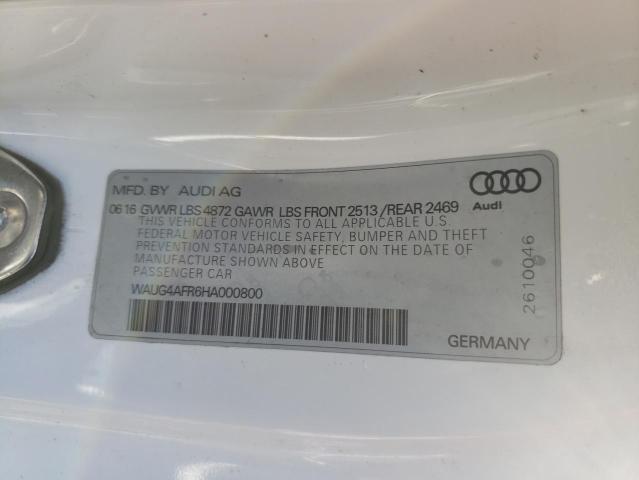 MFD. BY AUDI AG
06 16 GVWR LBS 4872 GAWR LBS FRONT 2513 /REAR 2469
THIS VEHICLE CONFORMS TO ALL APPLICABLE U.S.
FEDERAL MOTOR VEHICLE SAFETY, BUMPER AND THEFT
PREVENTION STANDARDS IN EFFECT ON THE DATE OF
MANUFACTURE SHOWN ABOVE
PASSENGER CAR
WAUG4AFR6HA000800
Audi
2610046
GERMANY